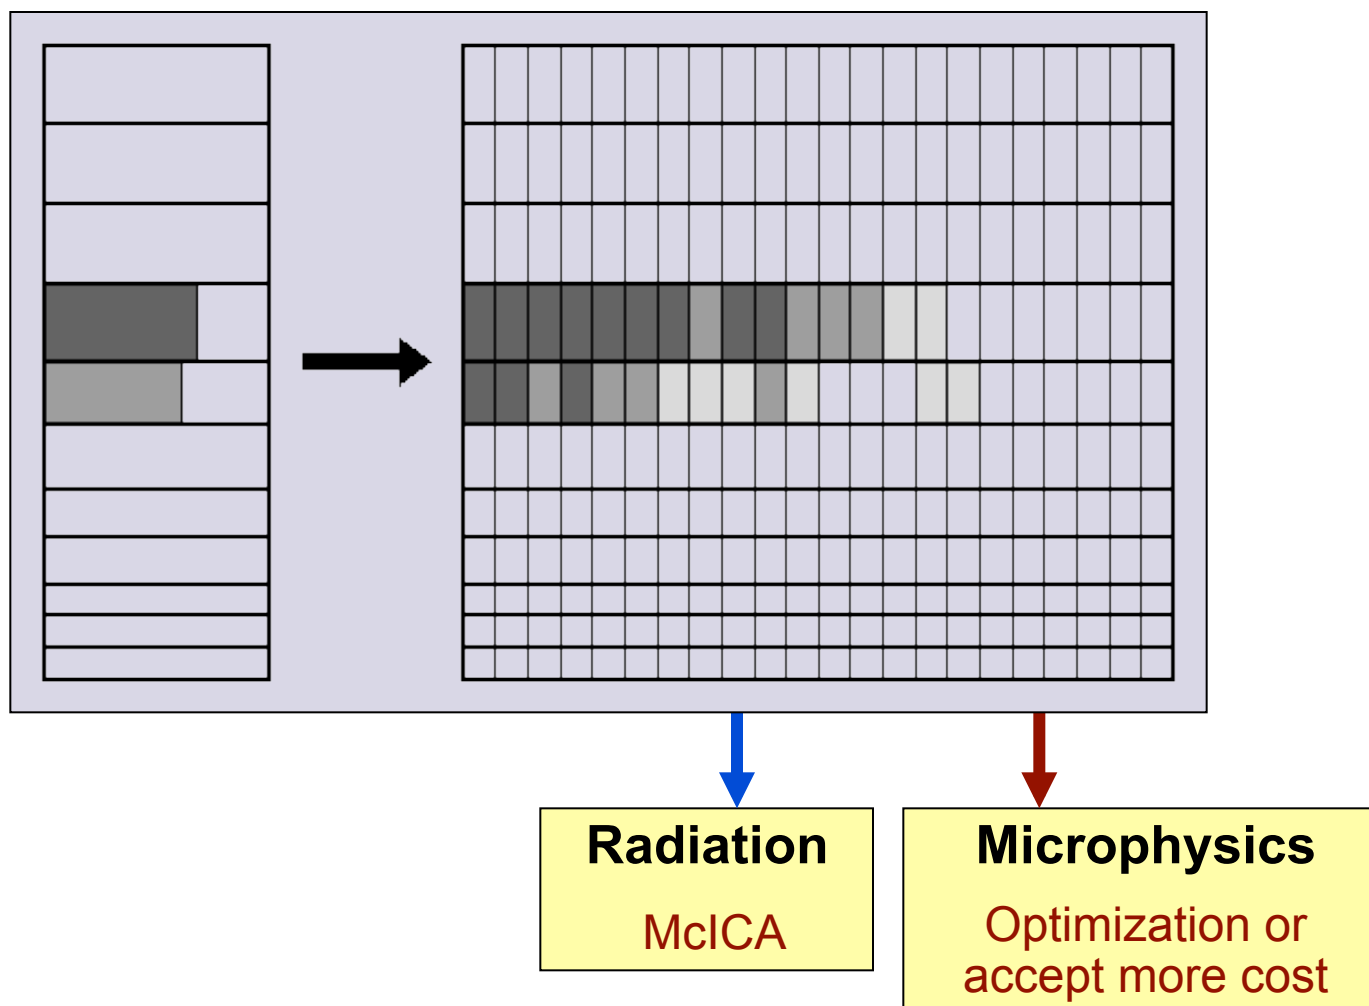 Radiation
McICA
Microphysics
Optimization or
accept more cost